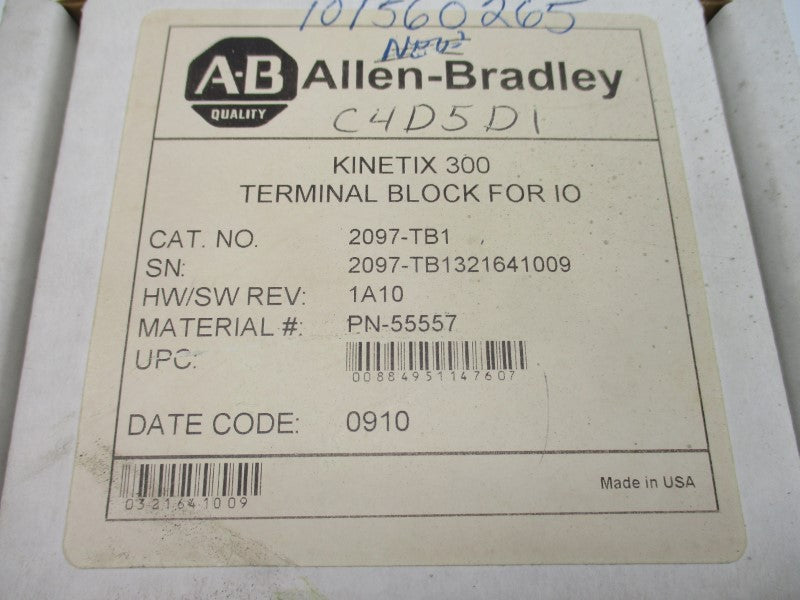 101560265
NEW
A-B
QUALITY
Allen-Bradley
C4D5D1
KINETIX 300
TERMINAL BLOCK FOR IO
CAT. NO. 2097-TB1
SN: 2097-TB1321641009
HW/SW REV: 1A10
MATERIAL #: PN-55557
UPC:
00884951147607
DATE CODE: 0910
0321641009
Made in USA